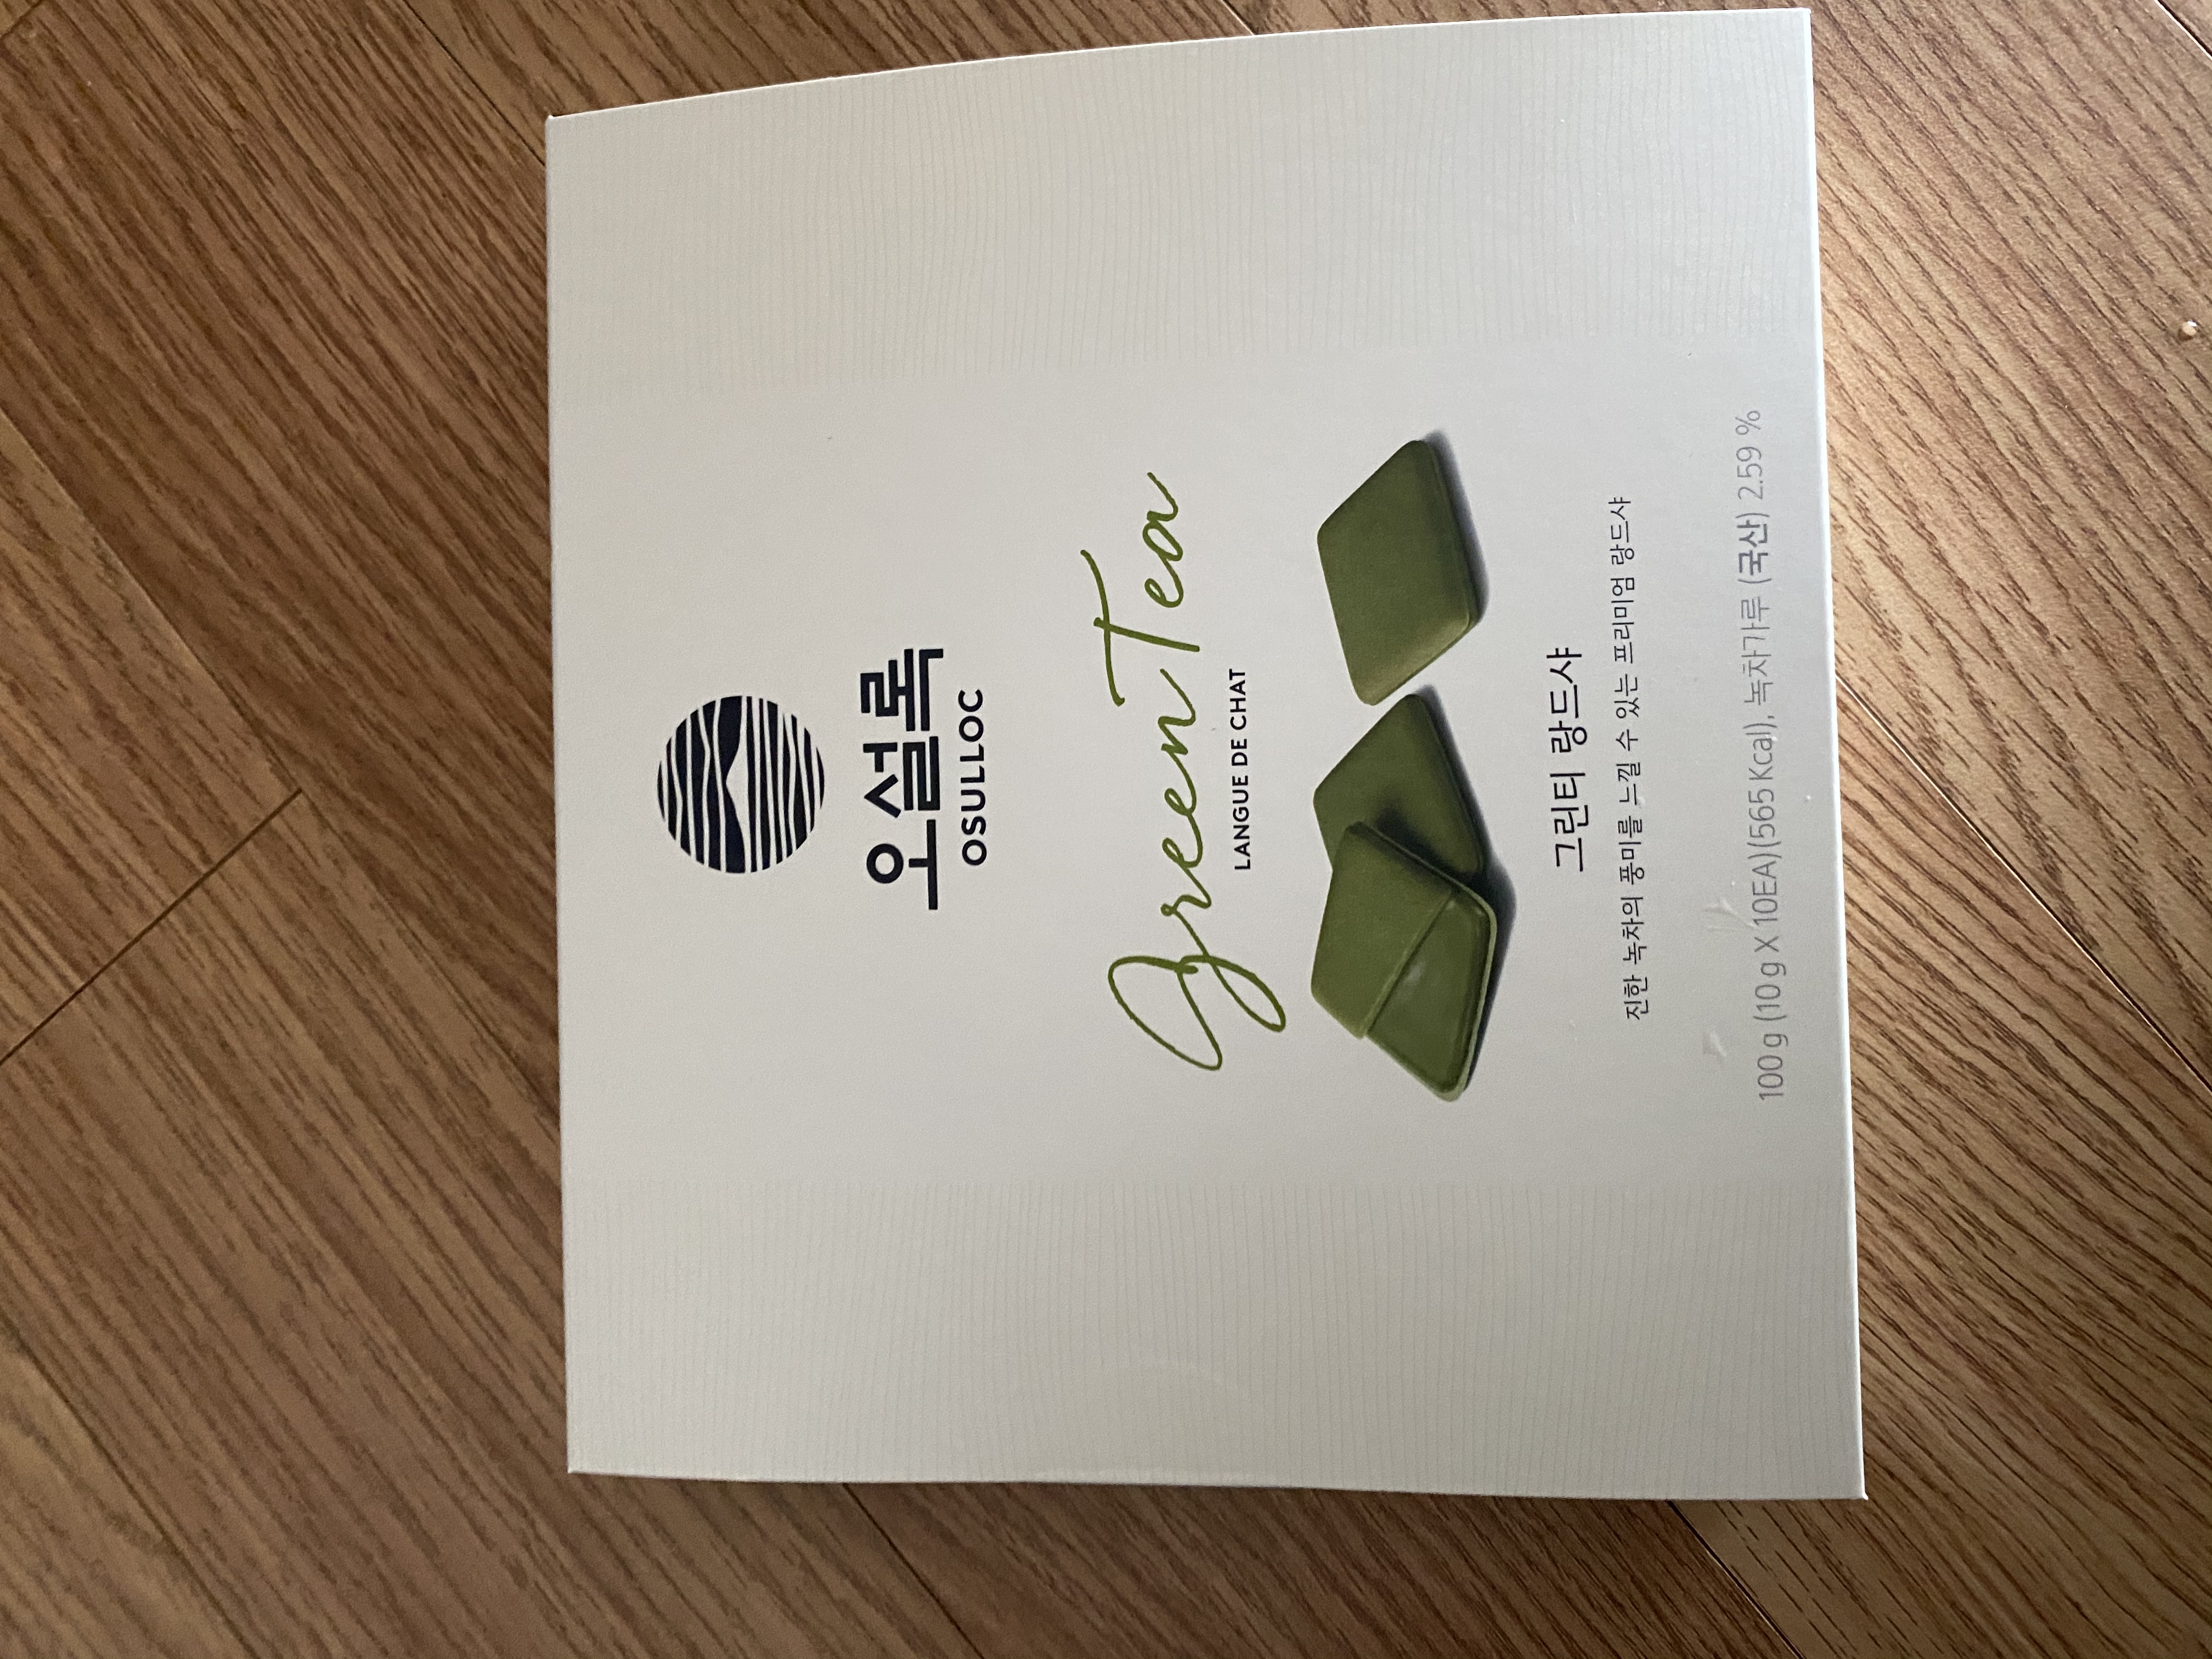 오설록
OSULLOC
Green Tea
LANGUE DE CHAT
그린티 랑드샤
진한 녹차의 풍미를 느낄 수 있는 프리미엄 랑드샤
100 g (10 g X 10EA)(565 Kcal), 녹차가루 (국산) 2.59 %